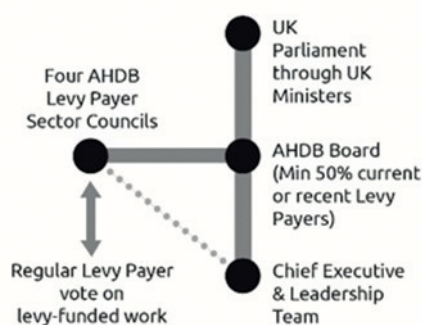 UK
Parliament
through UK
Ministers
Four AHDB
Levy Payer
Sector Councils
AHDB Board
(Min 50% current
or recent Levy
Payers)
Regular Levy Payer
vote on
levy-funded work
Chief Executive
& Leadership
Team